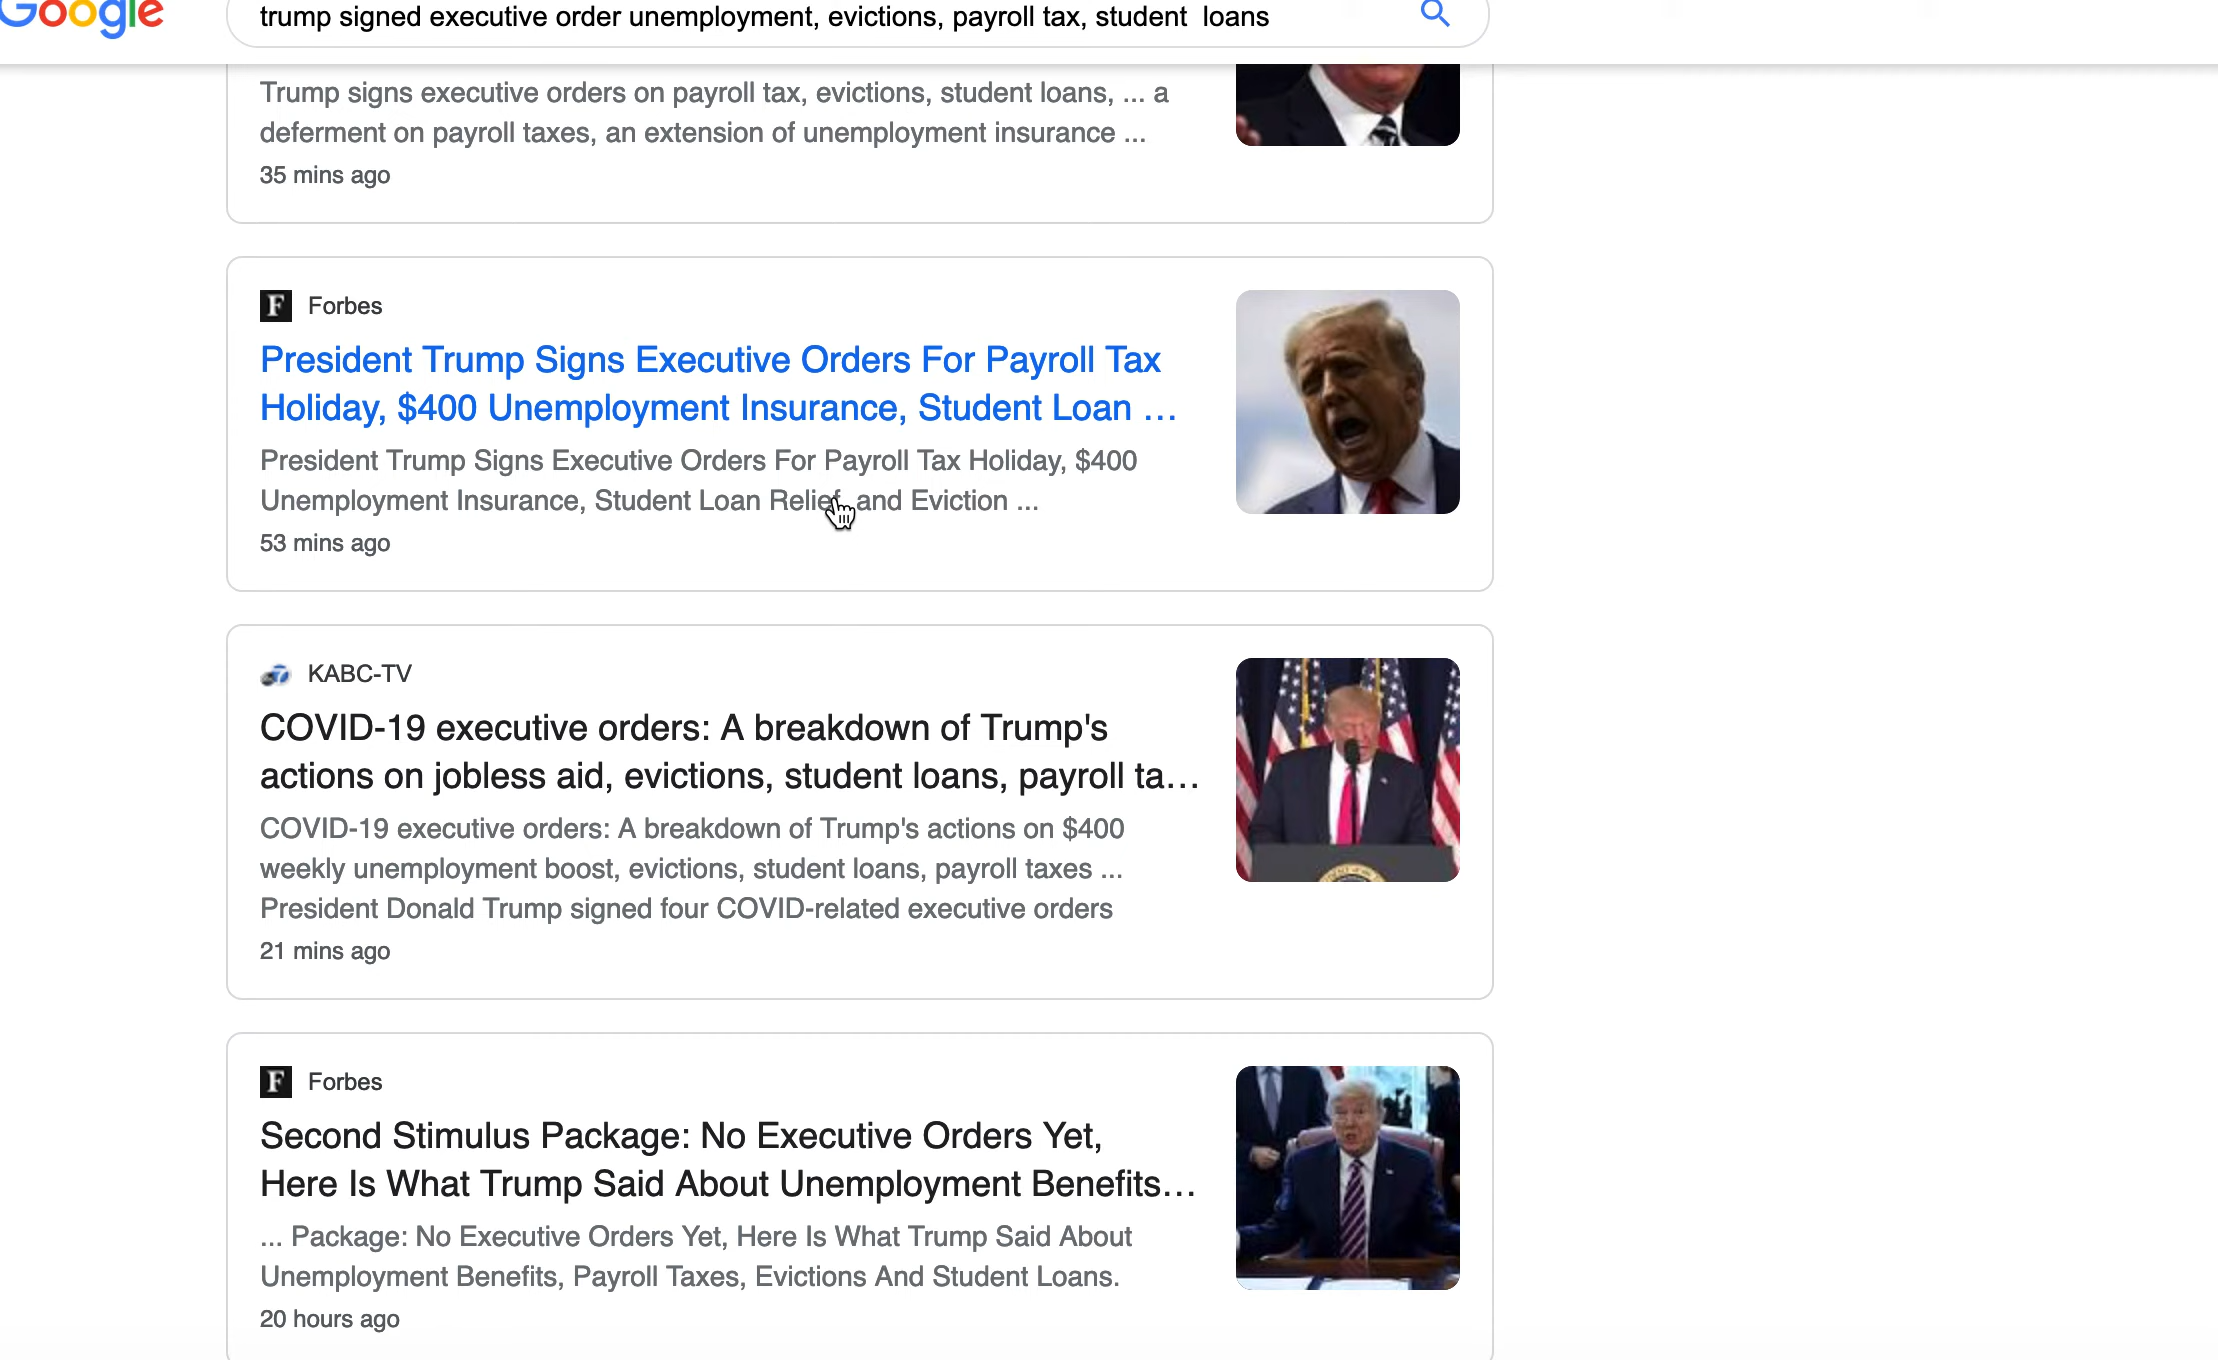 Google
trump signed executive order unemployment, evictions, payroll tax, student  loans
Trump signs executive orders on payroll tax, evictions, student loans, ... a
deferment on payroll taxes, an extension of unemployment insurance ...
35 mins ago
F Forbes
President Trump Signs Executive Orders For Payroll Tax
Holiday, $400 Unemployment Insurance, Student Loan ...
President Trump Signs Executive Orders For Payroll Tax Holiday, $400
Unemployment Insurance, Student Loan Relief, and Eviction ...
53 mins ago
7 KABC-TV
COVID-19 executive orders: A breakdown of Trump's
actions on jobless aid, evictions, student loans, payroll ta...
COVID-19 executive orders: A breakdown of Trump's actions on $400
weekly unemployment boost, evictions, student loans, payroll taxes ...
President Donald Trump signed four COVID-related executive orders
21 mins ago
F Forbes
Second Stimulus Package: No Executive Orders Yet,
Here Is What Trump Said About Unemployment Benefits...
... Package: No Executive Orders Yet, Here Is What Trump Said About
Unemployment Benefits, Payroll Taxes, Evictions And Student Loans.
20 hours ago